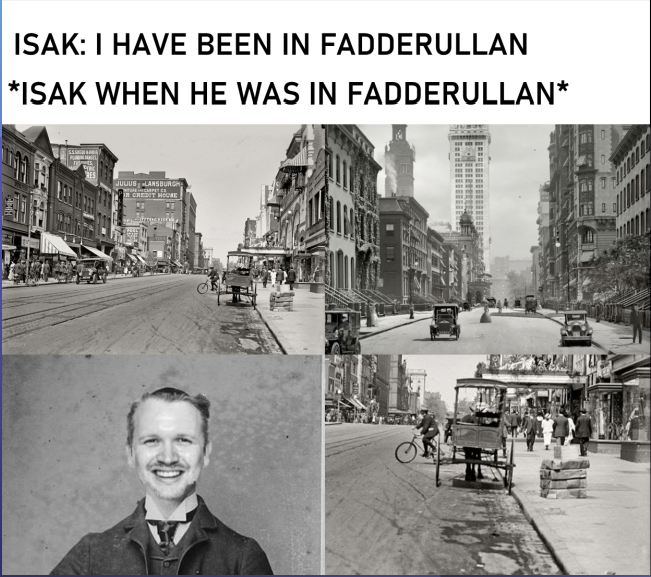 ISAK: I HAVE BEEN IN FADDERULLAN
*ISAK WHEN HE WAS IN FADDERULLAN*
JULIUS LANSBURGH
CREDIT HOUSE